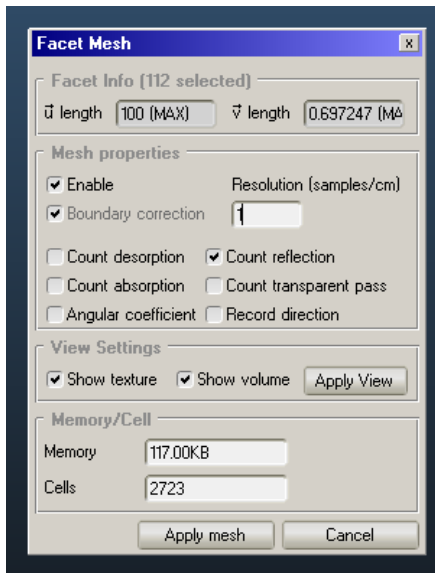 Facet Mesh
Facet Info (112 selected)
u⃗ length 100 (MAX) v⃗ length 0.697247 (MA
Mesh properties
Enable Resolution (samples/cm)
Boundary correction 1
Count desorption Count reflection
Count absorption Count transparent pass
Angular coefficient Record direction
View Settings
Show texture Show volume Apply View
Memory/Cell
Memory 117.00KB
Cells 2723
Apply mesh Cancel